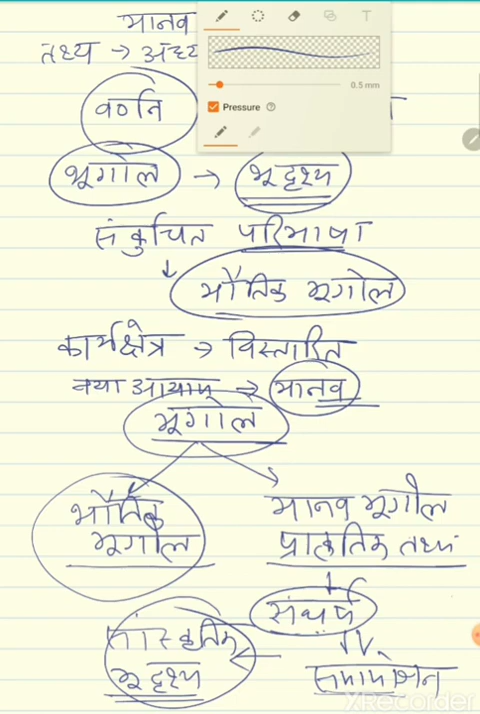 मानव
तथ्य → अध्य
0.5 mm
वर्णन
Pressure
भूगोल → भूदृश्य
संकुचित परिभाषा
↓
भौतिक भूगोल
कार्यक्षेत्र → विस्तारित
नया आयाम → मानव
भूगोल
भौतिक
भूगोल
मानव भूगोल
प्राकृतिक तथ्य
संघर्ष
सांस्कृतिक
भूदृश्य
समायोजन
XRecorder